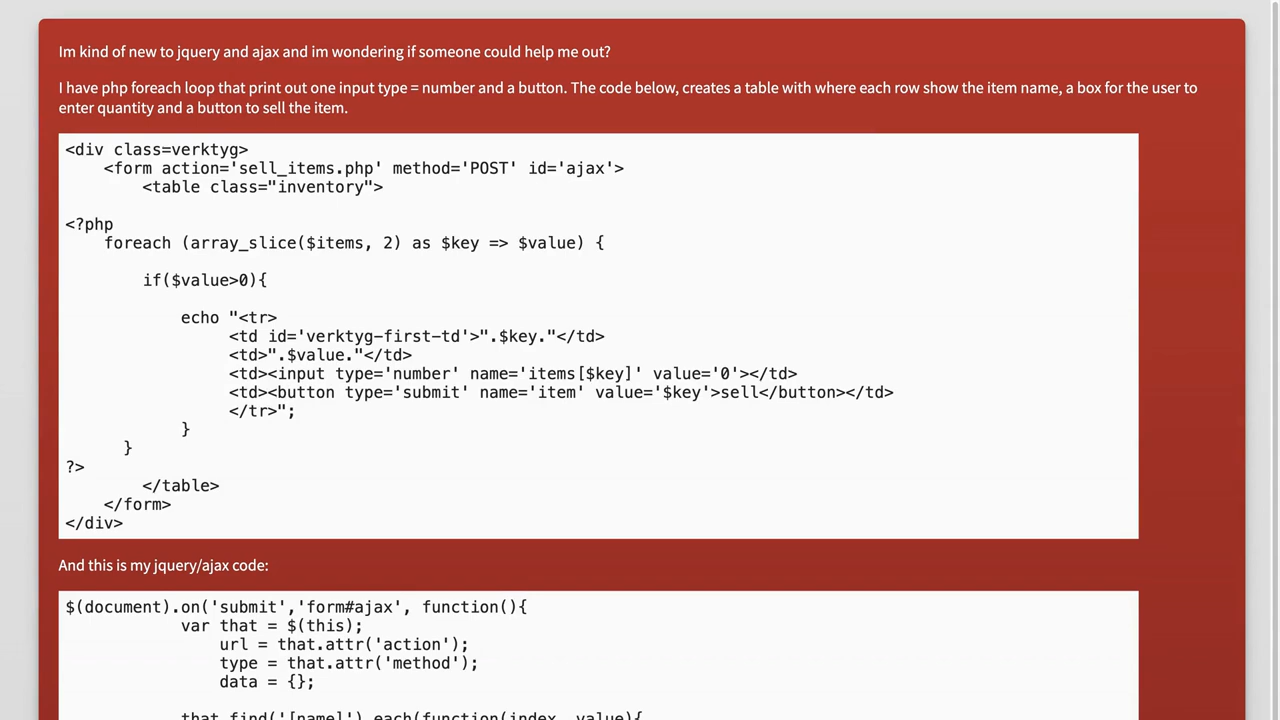 Im kind of new to jquery and ajax and im wondering if someone could help me out?
I have php foreach loop that print out one input type = number and a button. The code below, creates a table with where each row show the item name, a box for the user to
enter quantity and a button to sell the item.
<div class=verktyg>
    <form action='sell_items.php' method='POST' id='ajax'>
        <table class="inventory">
<?php
    foreach (array_slice($items, 2) as $key => $value) {
        if($value>0){
            echo "<tr>
                 <td id='verktyg-first-td'>".$key."</td>
                 <td>".$value."</td>
                 <td><input type='number' name='items[$key]' value='0'></td>
                 <td><button type='submit' name='item' value='$key'>sell</button></td>
                 </tr>";
            }
      }
?>
        </table>
    </form>
</div>
And this is my jquery/ajax code:
$(document).on('submit','form#ajax', function(){
            var that = $(this);
                url = that.attr('action');
                type = that.attr('method');
                data = {};
            that.find('[name]').each(function(index, value){